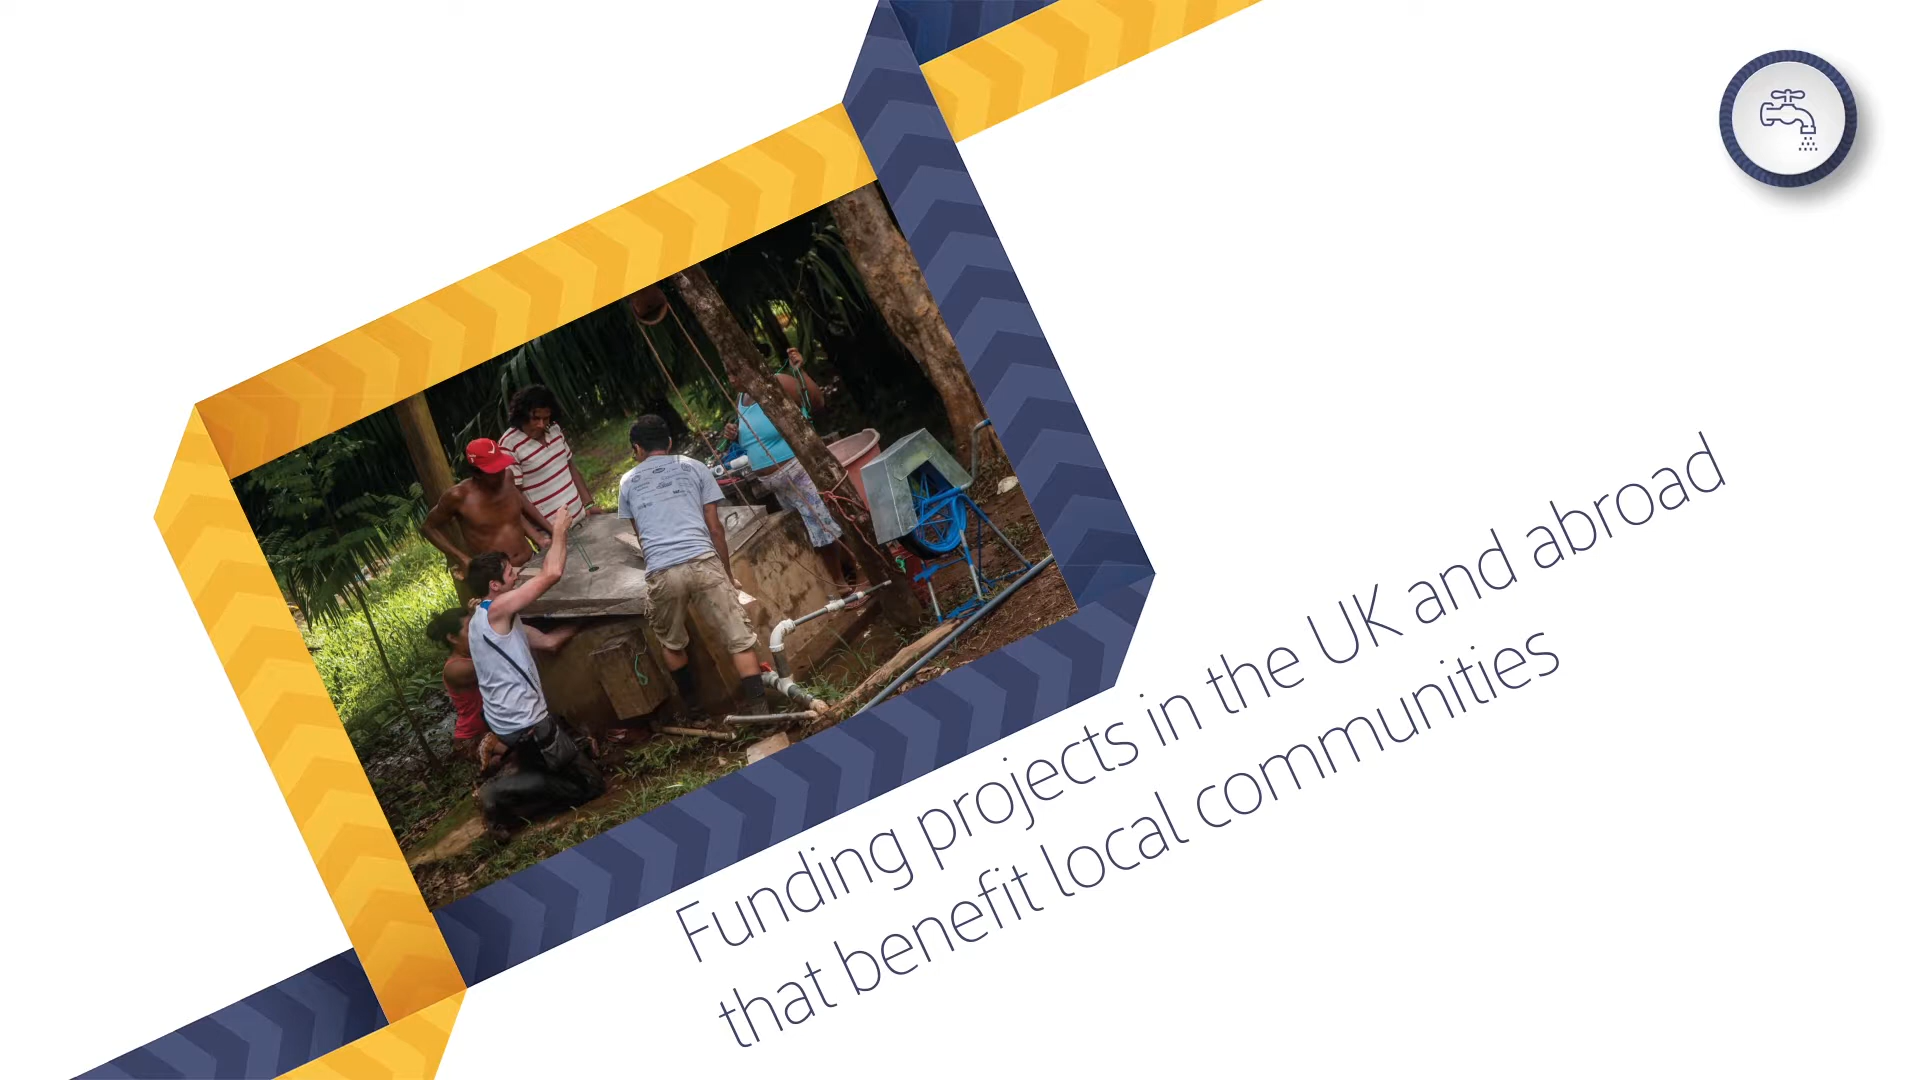 Funding projects in the UK and abroad
that benefit local communities